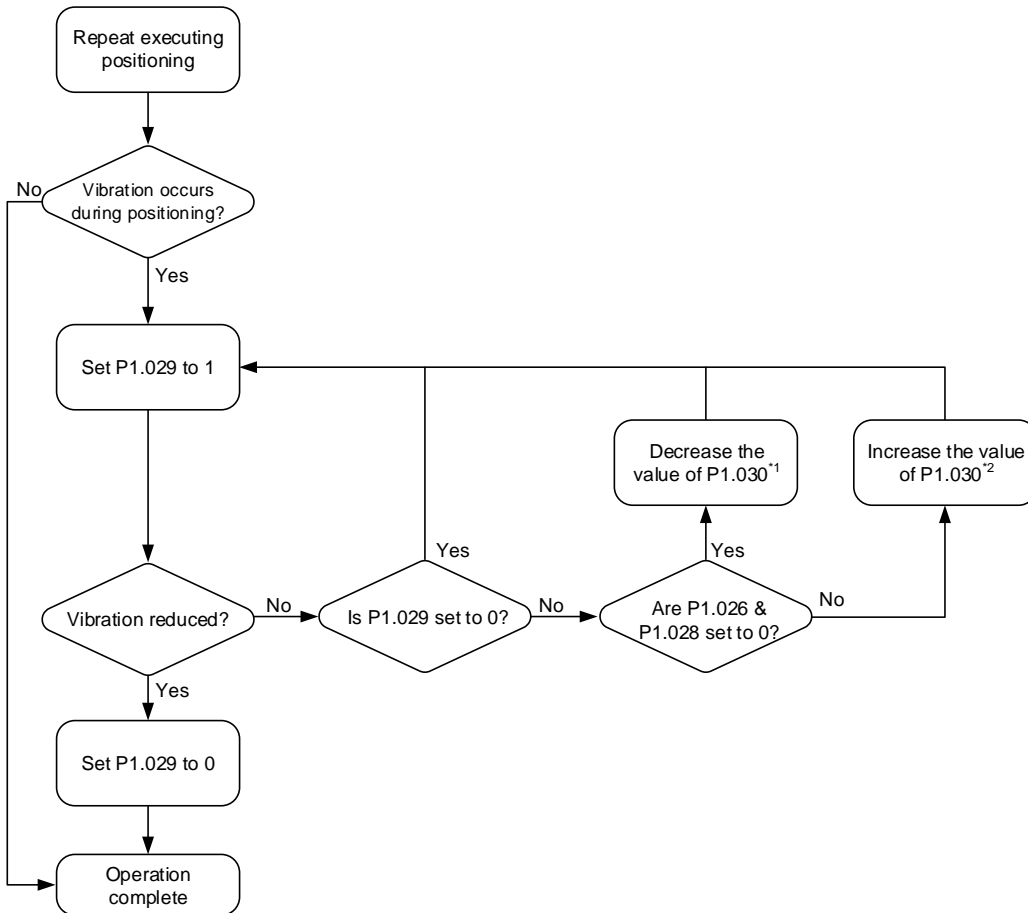 Repeat executing
positioning
No
Vibration occurs
during positioning?
Yes
Set P1.029 to 1
Decrease the
value of P1.030*1
Increase the value
of P1.030*2
Yes
Yes
Vibration reduced?
No
Is P1.029 set to 0?
No
Are P1.026 &
P1.028 set to 0?
No
Yes
Set P1.029 to 0
Operation
complete